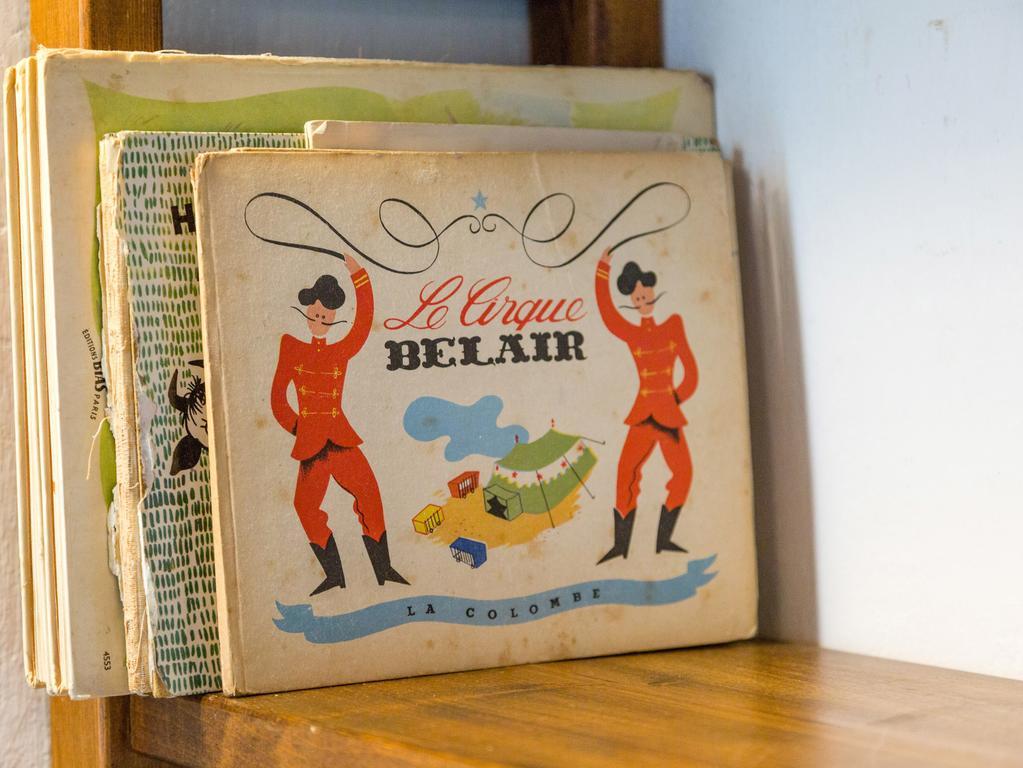 Le Cirque
BELAIR
LA COLOMBE
H
EDITIONS BIAS PARIS
4553